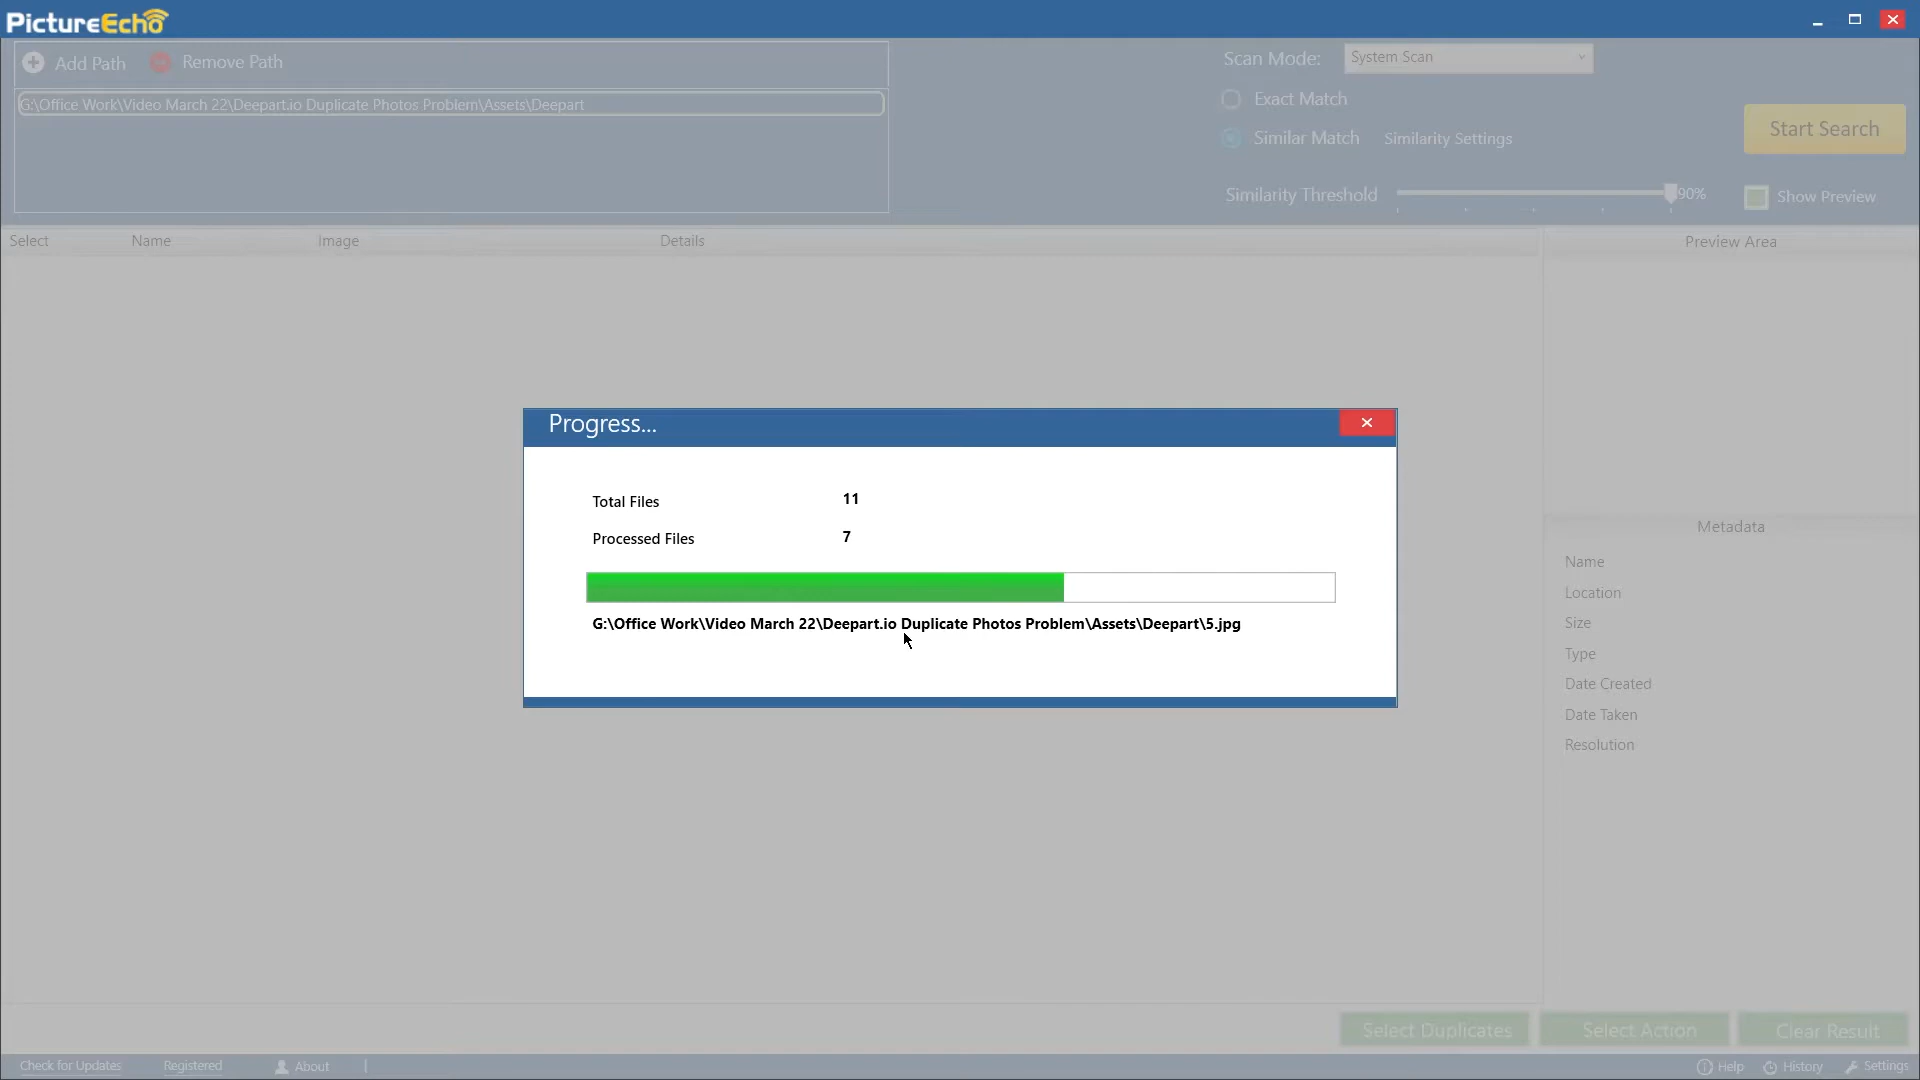 PictureEcho
Add Path
Remove Path
G:\Office Work\Video March 22\Deepart.io Duplicate Photos Problem\Assets\Deepart
Scan Mode:
System Scan
Exact Match
Similar Match
Similarity Settings
Start Search
Similarity Threshold
90%
Show Preview
Select
Name
Image
Details
Preview Area
Progress...
Total Files
11
Processed Files
7
G:\Office Work\Video March 22\Deepart.io Duplicate Photos Problem\Assets\Deepart\5.jpg
Metadata
Name
Location
Size
Type
Date Created
Date Taken
Resolution
Select Duplicates
Select Action
Clear Result
Check for Updates
Registered
About
Help
History
Settings